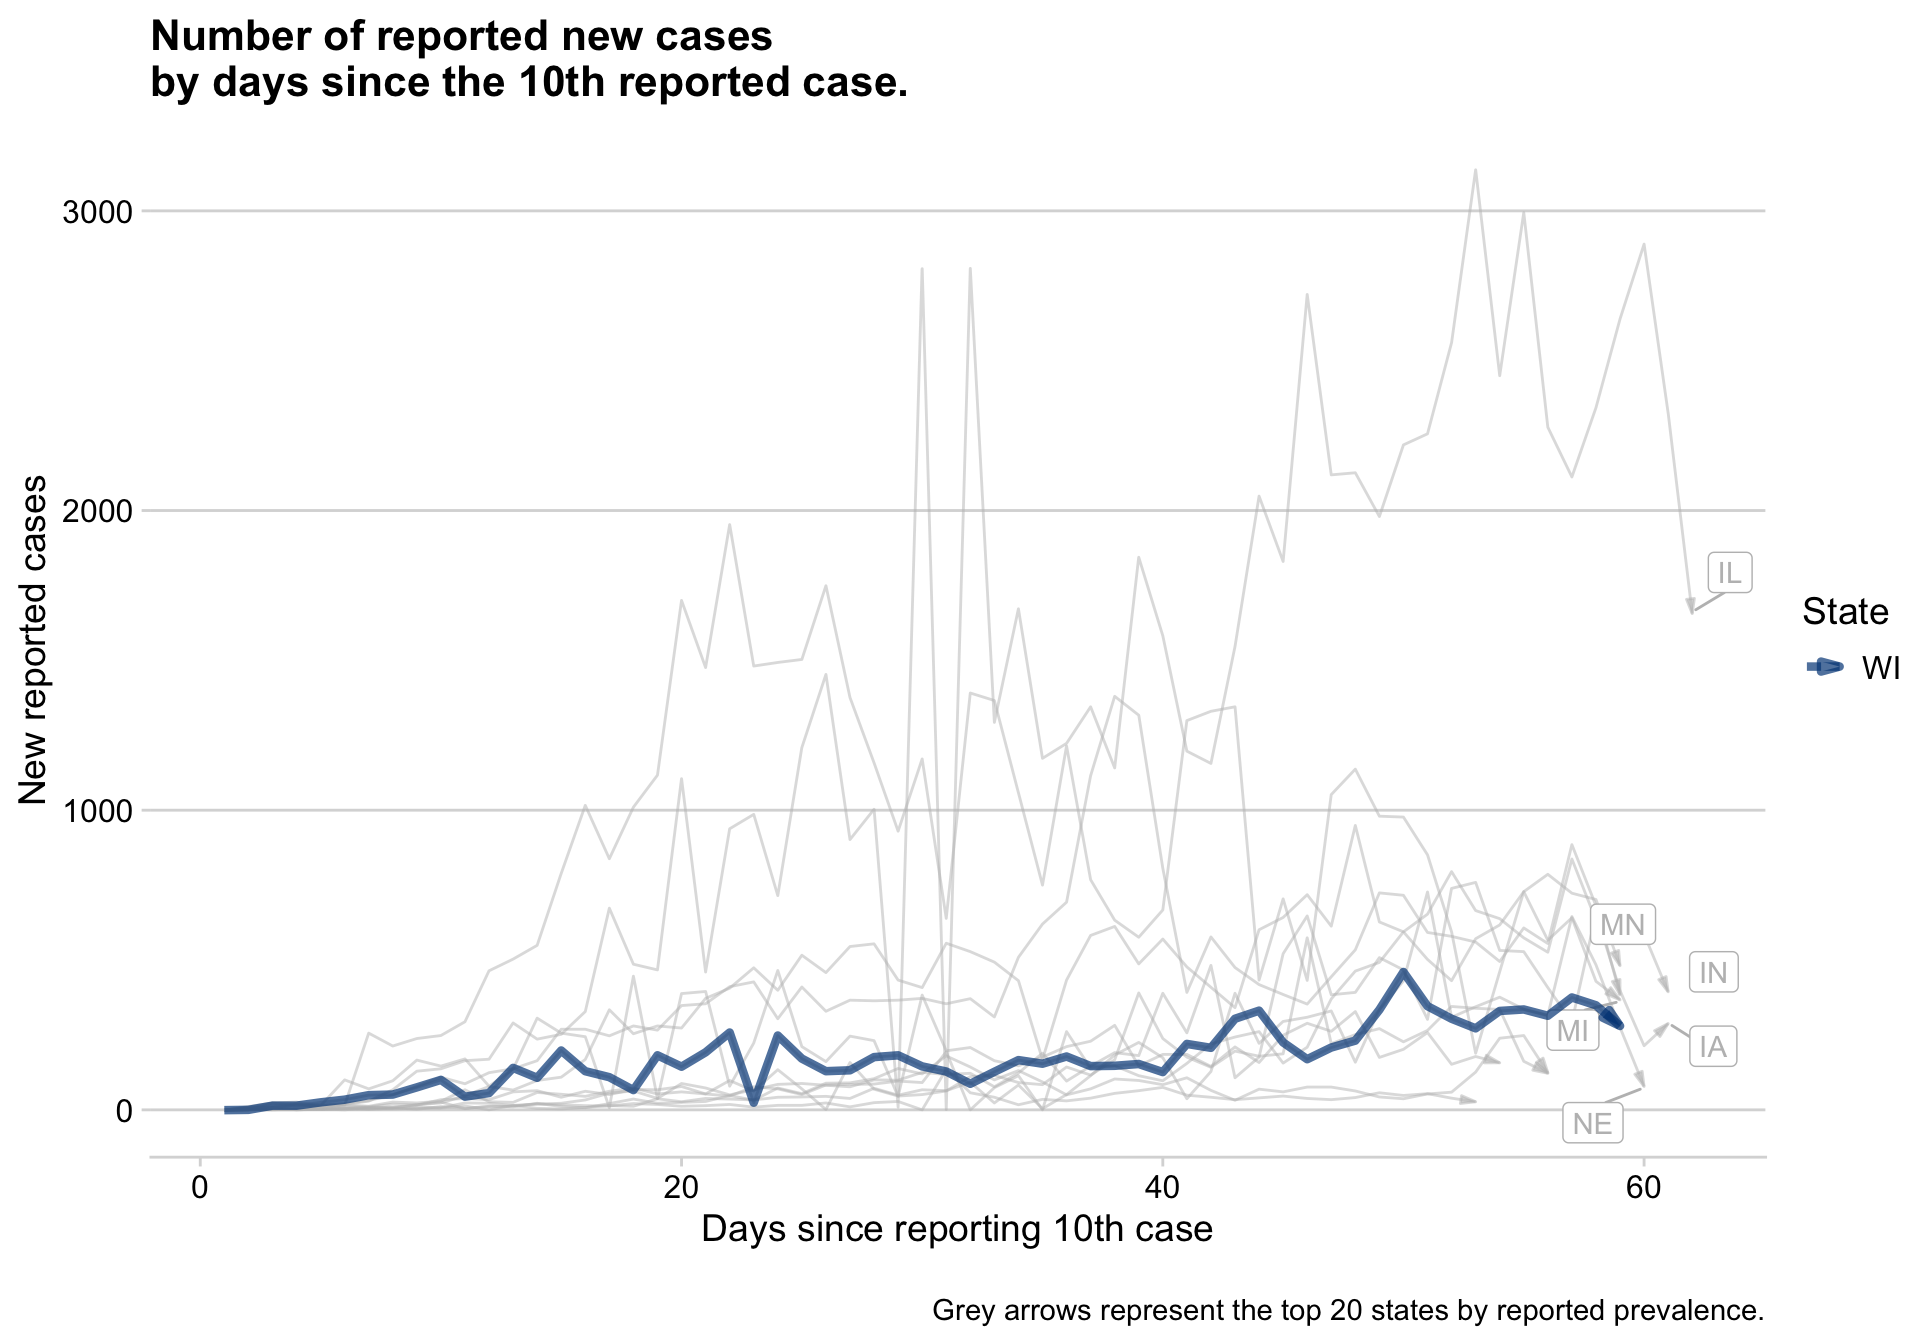 Number of reported new cases
by days since the 10th reported case.
New reported cases
3000
2000
1000
0
0
20
40
60
Days since reporting 10th case
IL
MN
IN
MI
IA
NE
State
WI
Grey arrows represent the top 20 states by reported prevalence.